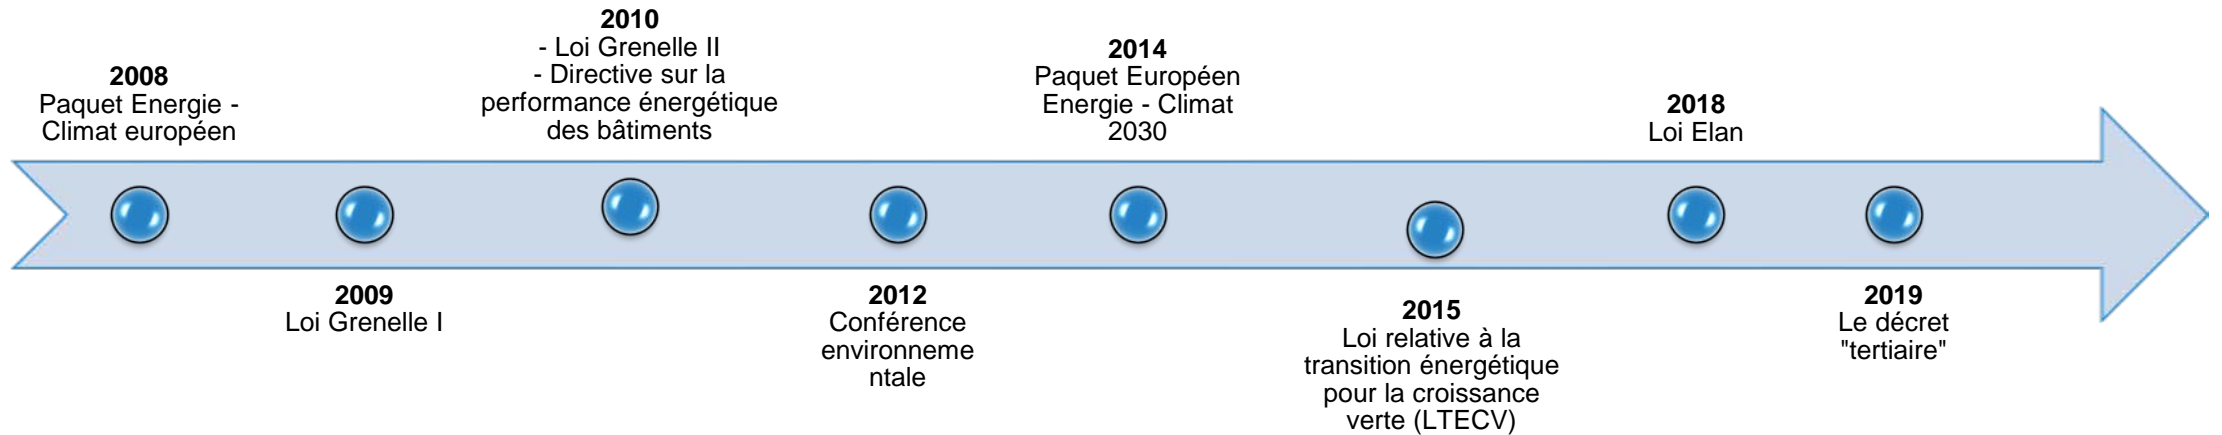 2008
Paquet Energie -
Climat européen
2009
Loi Grenelle I
2010
- Loi Grenelle II
- Directive sur la
performance énergétique
des bâtiments
2012
Conférence
environneme
ntale
2014
Paquet Européen
Energie - Climat
2030
2015
Loi relative à la
transition énergétique
pour la croissance
verte (LTECV)
2018
Loi Elan
2019
Le décret
"tertiaire"